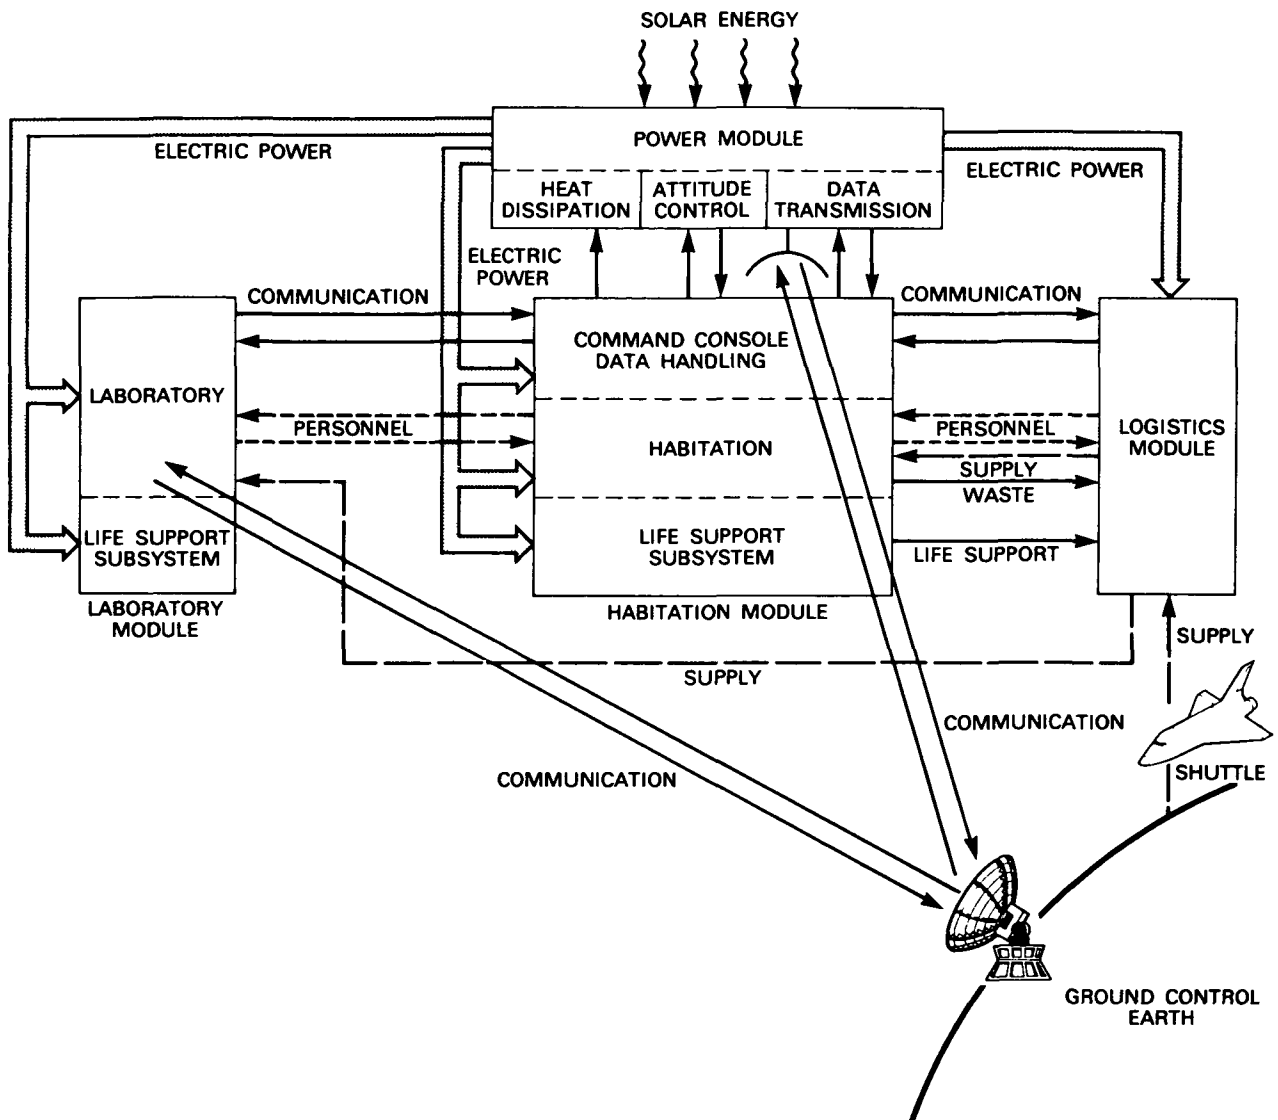 SOLAR ENERGY
POWER MODULE
ELECTRIC POWER
ELECTRIC POWER
HEAT
DISSIPATION
ATTITUDE
CONTROL
DATA
TRANSMISSION
ELECTRIC
POWER
COMMUNICATION
COMMUNICATION
COMMAND CONSOLE
DATA HANDLING
LABORATORY
PERSONNEL
HABITATION
PERSONNEL
SUPPLY
WASTE
LOGISTICS
MODULE
LIFE SUPPORT
SUBSYSTEM
LIFE SUPPORT
SUBSYSTEM
LIFE SUPPORT
LABORATORY
MODULE
HABITATION MODULE
SUPPLY
SUPPLY
COMMUNICATION
COMMUNICATION
SHUTTLE
GROUND CONTROL
EARTH